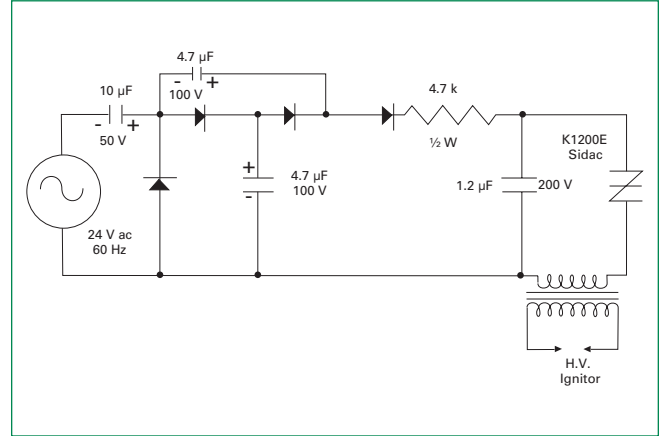 4.7 µF
- +
100 V
10 µF
- +
50 V
4.7 k
½ W
K1200E
Sidac
+
-
4.7 µF
100 V
1.2 µF
200 V
24 V ac
60 Hz
H.V.
Ignitor